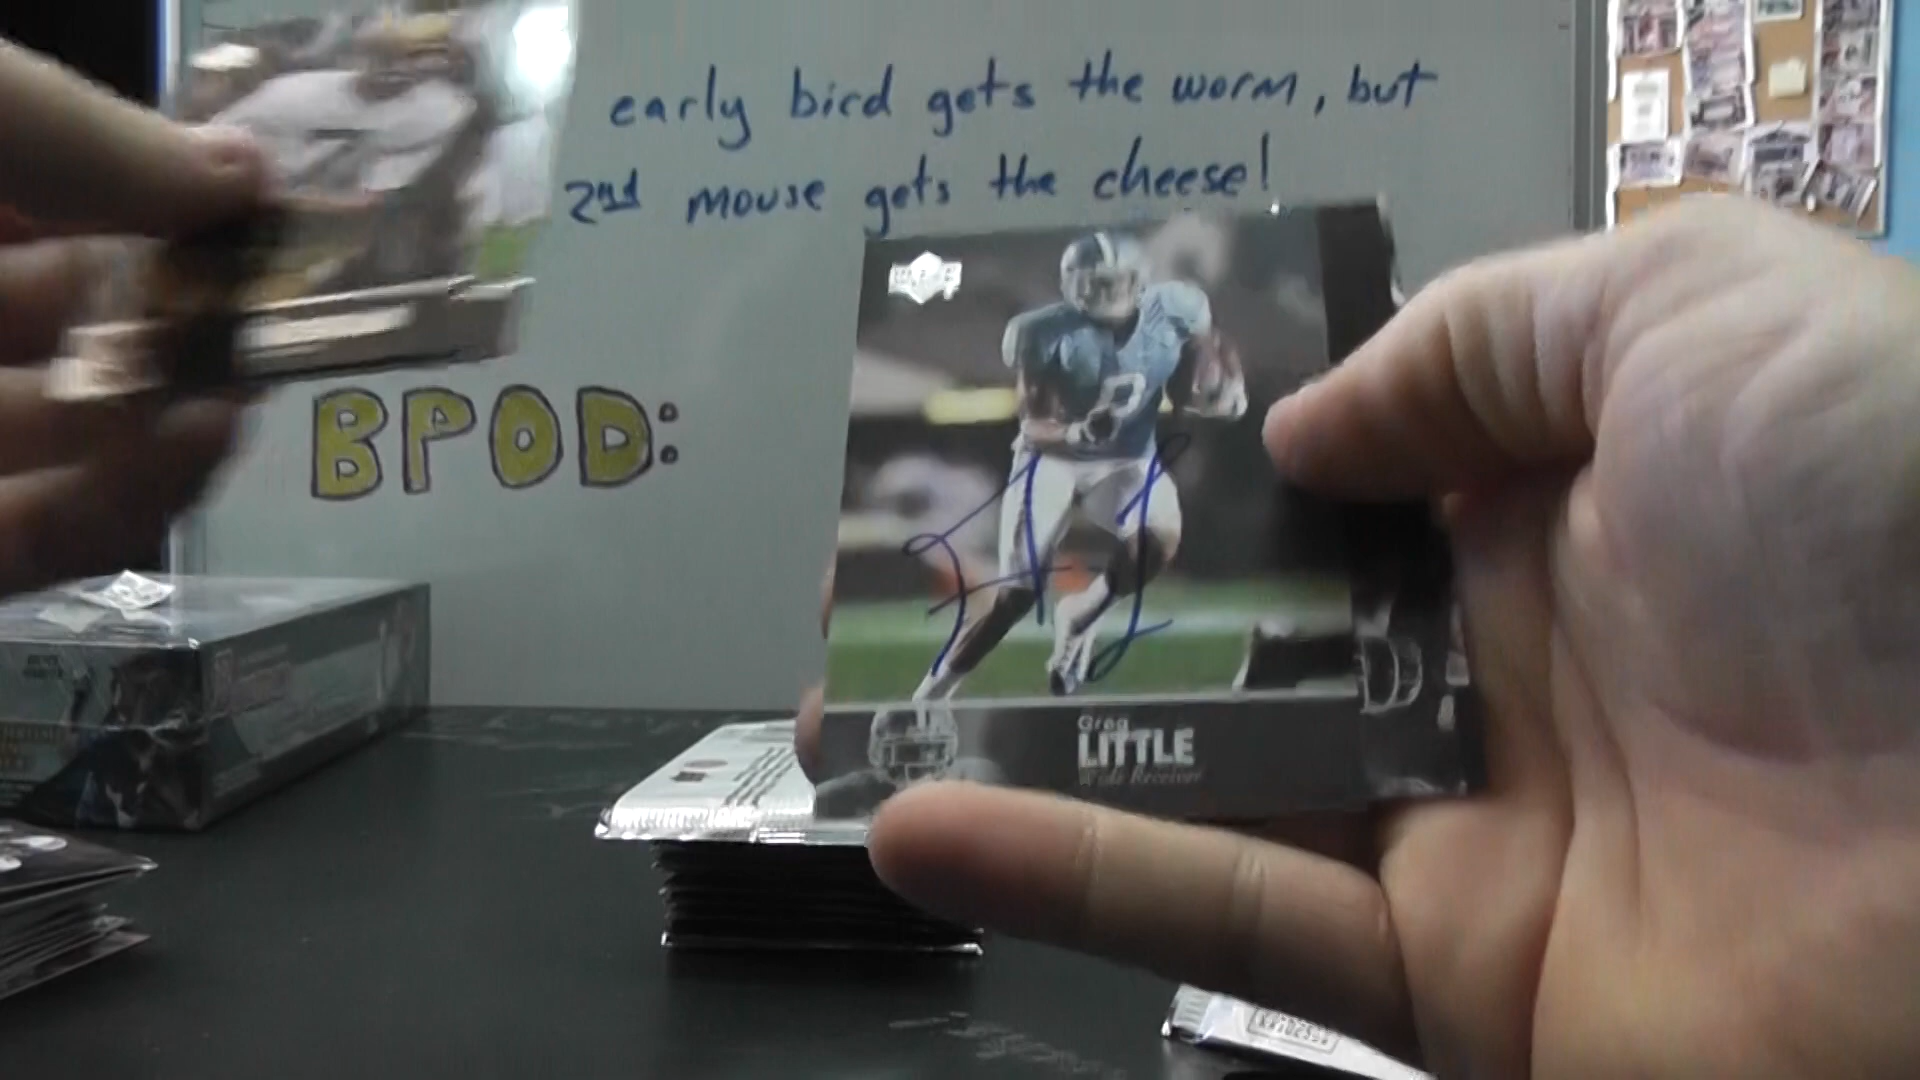 early bird gets the worm, but
2nd mouse gets the cheese!
BPOD:
Greg
LITTLE
Wide Receiver